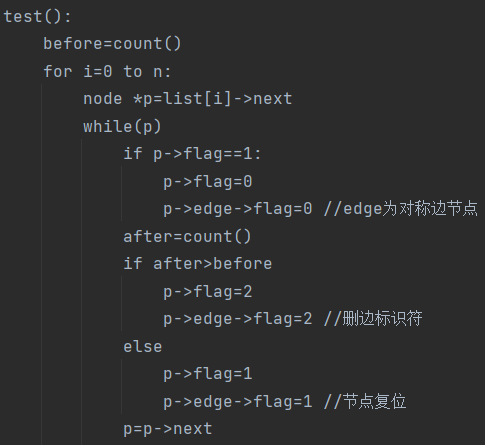 test():
    before=count()
    for i=0 to n:
        node *p=list[i]->next
        while(p)
            if p->flag==1:
                p->flag=0
                p->edge->flag=0 //edge为对称边节点
            after=count()
            if after>before
                p->flag=2
                p->edge->flag=2 //删边标识符
            else
                p->flag=1
                p->edge->flag=1 //节点复位
            p=p->next